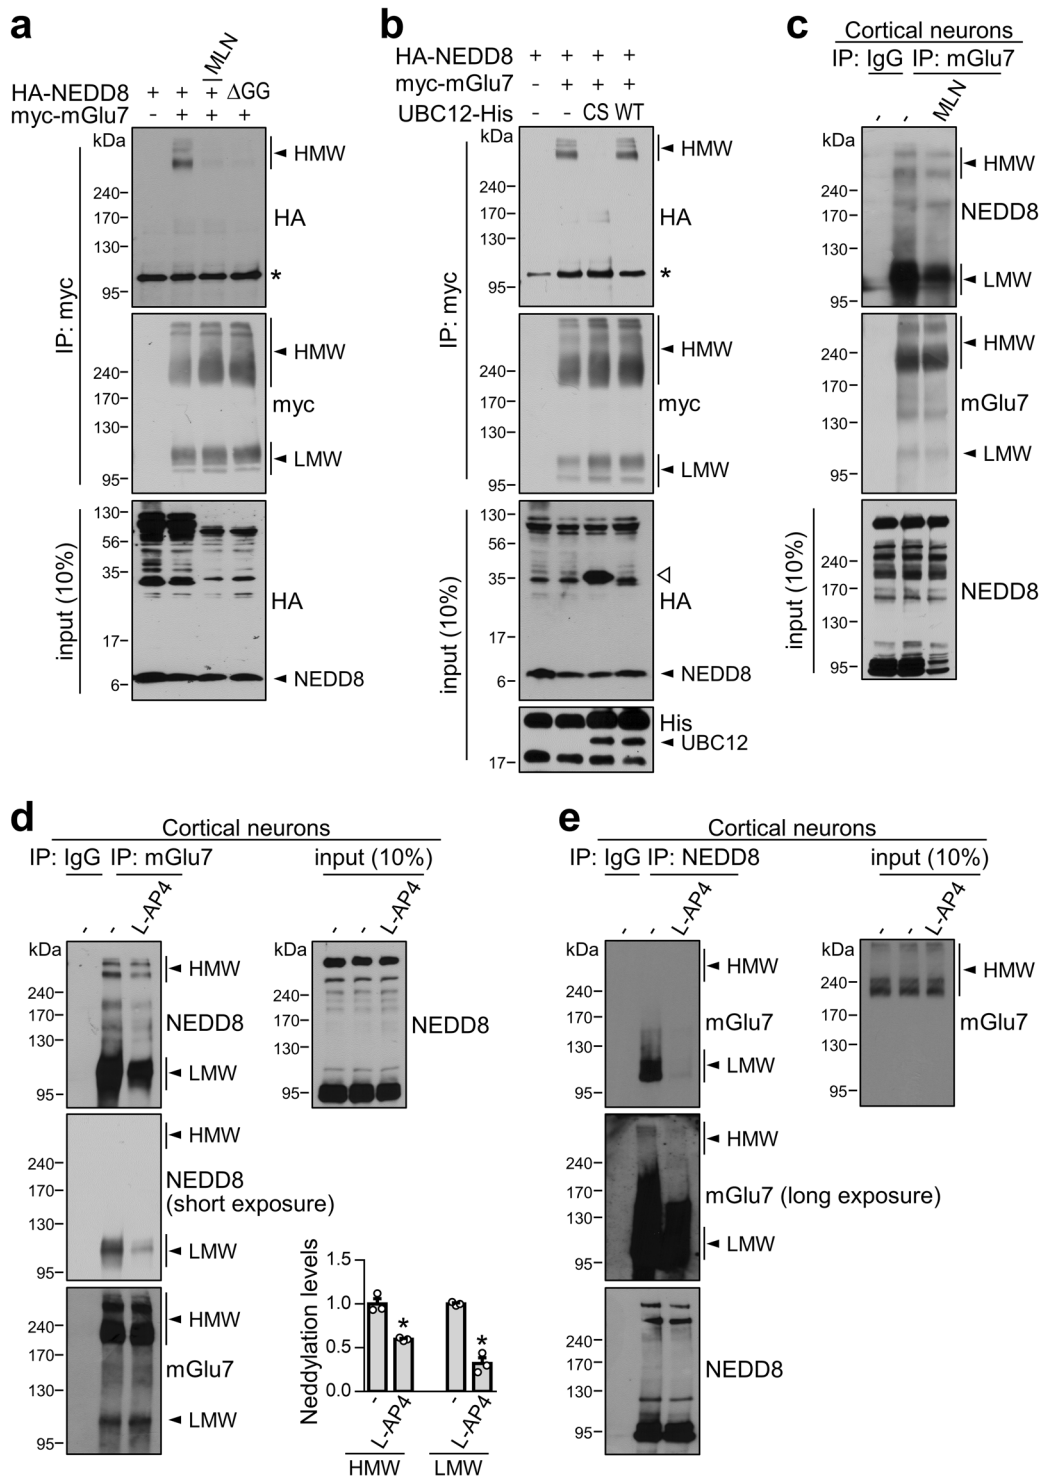 a
MLN
HA-NEDD8 + + + ΔGG
myc-mGlu7 - + + +
kDa
HMW
240
170
HA
130
*
95
IP: myc
HMW
240
170
myc
130
LMW
95
130
56
35
HA
input (10%)
17
NEDD8
6
b
HA-NEDD8 + + + +
myc-mGlu7 - + + +
UBC12-His - - CS WT
kDa
HMW
240
170
HA
130
*
95
IP: myc
HMW
240
170
myc
130
LMW
95
130
56
35
HA
input (10%)
17
NEDD8
6
His
UBC12
17
c
Cortical neurons
IP: IgG IP: mGlu7
- - MLN
kDa
HMW
240
170
NEDD8
130
LMW
95
HMW
240
170
mGlu7
130
LMW
95
240
170
NEDD8
130
input (10%)
95
d
Cortical neurons
IP: IgG IP: mGlu7 input (10%)
- - L-AP4 - - L-AP4
kDa
HMW
240
170
NEDD8
130
LMW
95
kDa
240
170
NEDD8
130
95
HMW
240
NEDD8
170
(short exposure)
130
LMW
95
HMW
240
170
mGlu7
130
LMW
95
Neddylation levels
1.5
1.0
0.5
0.0
* *
- L-AP4 - L-AP4
HMW LMW
e
Cortical neurons
IP: IgG IP: NEDD8 input (10%)
- - L-AP4 - - L-AP4
kDa
HMW
240
170
mGlu7
130
LMW
95
kDa
HMW
240
170
mGlu7
130
95
HMW
240
170
mGlu7 (long exposure)
130
LMW
95
240
170
NEDD8
130
95